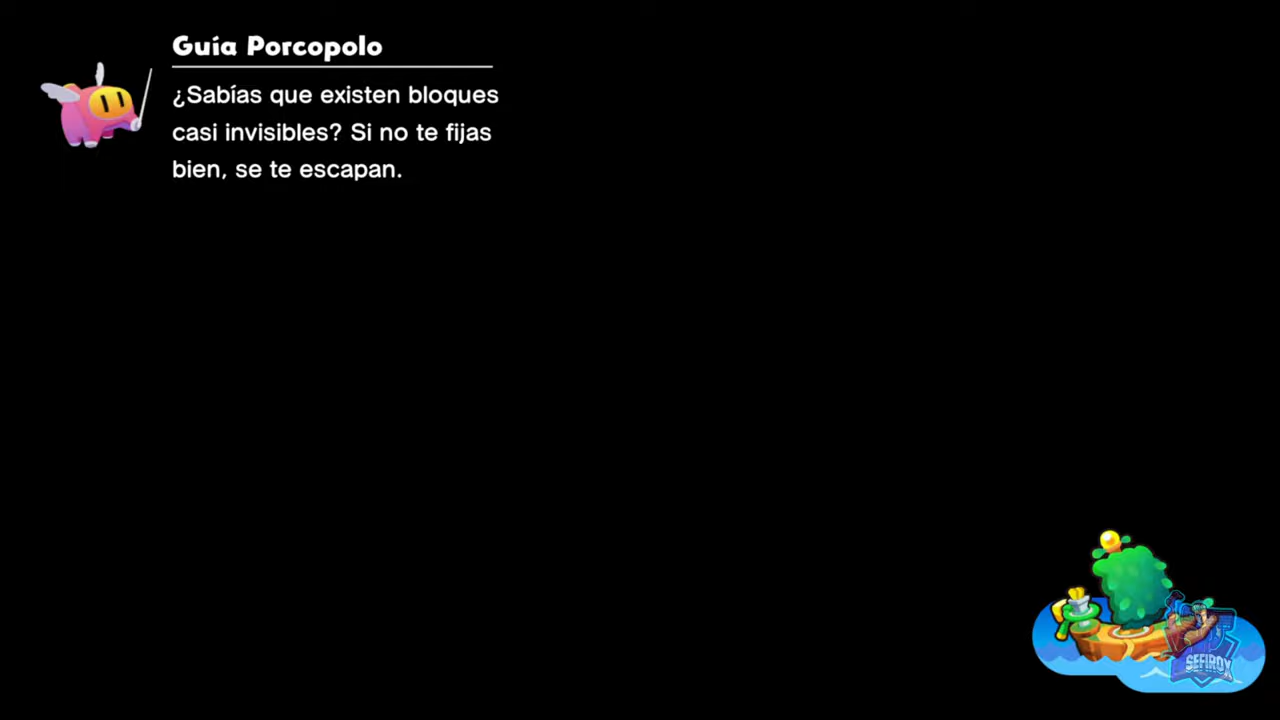 Guía Porcopolo
¿Sabías que existen bloques
casi invisibles? Si no te fijas
bien, se te escapan.
SEFIROX